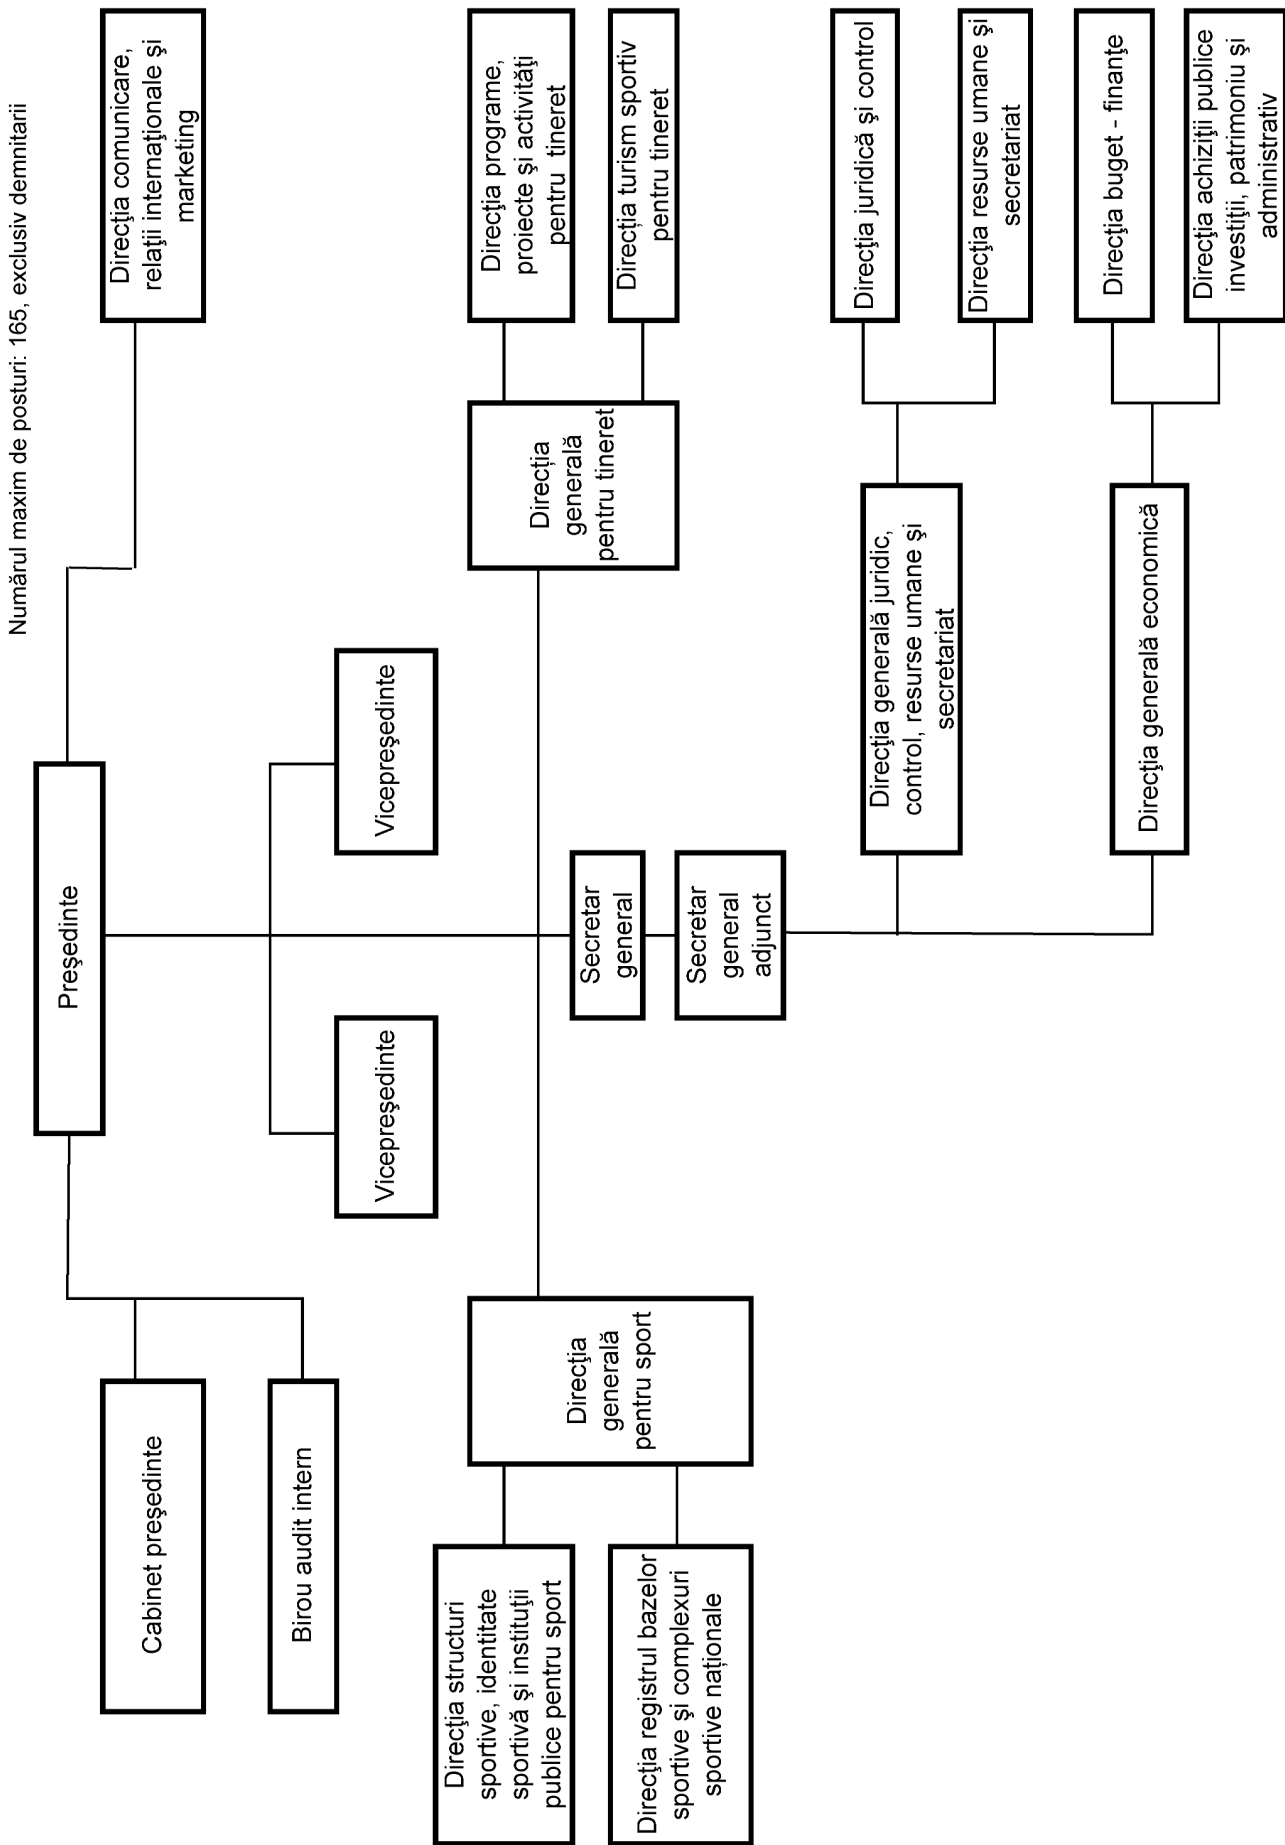 Numărul maxim de posturi: 165, exclusiv demnitarii
Preşedinte
Cabinet preşedinte
Direcţia comunicare,
relaţii internaţionale şi
marketing
Birou audit intern
Vicepreşedinte
Vicepreşedinte
Direcţia structuri
sportive, identitate
sportivă şi instituţii
publice pentru sport
Direcţia registrul bazelor
sportive şi complexuri
sportive naţionale
Direcţia
generală
pentru sport
Direcţia
generală
pentru tineret
Direcţia programe,
proiecte şi activităţi
pentru tineret
Direcţia turism sportiv
pentru tineret
Secretar
general
Secretar
general
adjunct
Direcţia generală juridic,
control, resurse umane şi
secretariat
Direcţia juridică şi control
Direcţia resurse umane şi
secretariat
Direcţia generală economică
Direcţia buget - finanţe
Direcţia achiziţii publice
investiţii, patrimoniu şi
administrativ